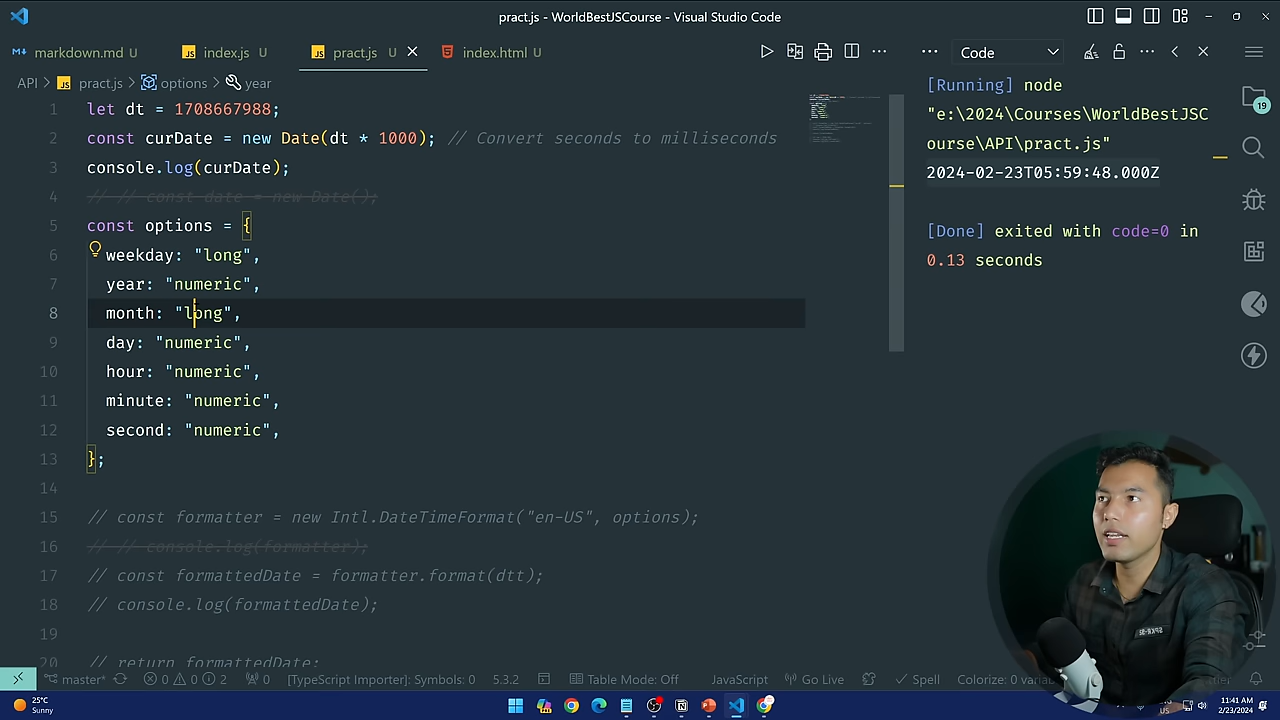 pract.js - WorldBestJSCourse - Visual Studio Code
markdown.md U
JS index.js U
JS pract.js U
index.html U
Code
API > JS pract.js > options > year
1 let dt = 1708667988;
2 const curDate = new Date(dt * 1000); // Convert seconds to milliseconds
3 console.log(curDate);
4 // // const date = new Date();
5 const options = {
6 weekday: "long",
7 year: "numeric",
8 month: "long",
9 day: "numeric",
10 hour: "numeric",
11 minute: "numeric",
12 second: "numeric",
13 };
14
15 // const formatter = new Intl.DateTimeFormat("en-US", options);
16 // // console.log(formatter);
17 // const formattedDate = formatter.format(dtt);
18 // console.log(formattedDate);
19
20 // return formattedDate;
[Running] node
"e:\2024\Courses\WorldBestJSC
ourse\API\pract.js"
2024-02-23T05:59:48.000Z
[Done] exited with code=0 in
0.13 seconds
19
master* 0 0 2 0 [TypeScript Importer]: Symbols: 0 5.3.2 Table Mode: Off JavaScript Go Live Spell Colorize: 0
25°C
Sunny
US
11:41 AM
2/23/2024